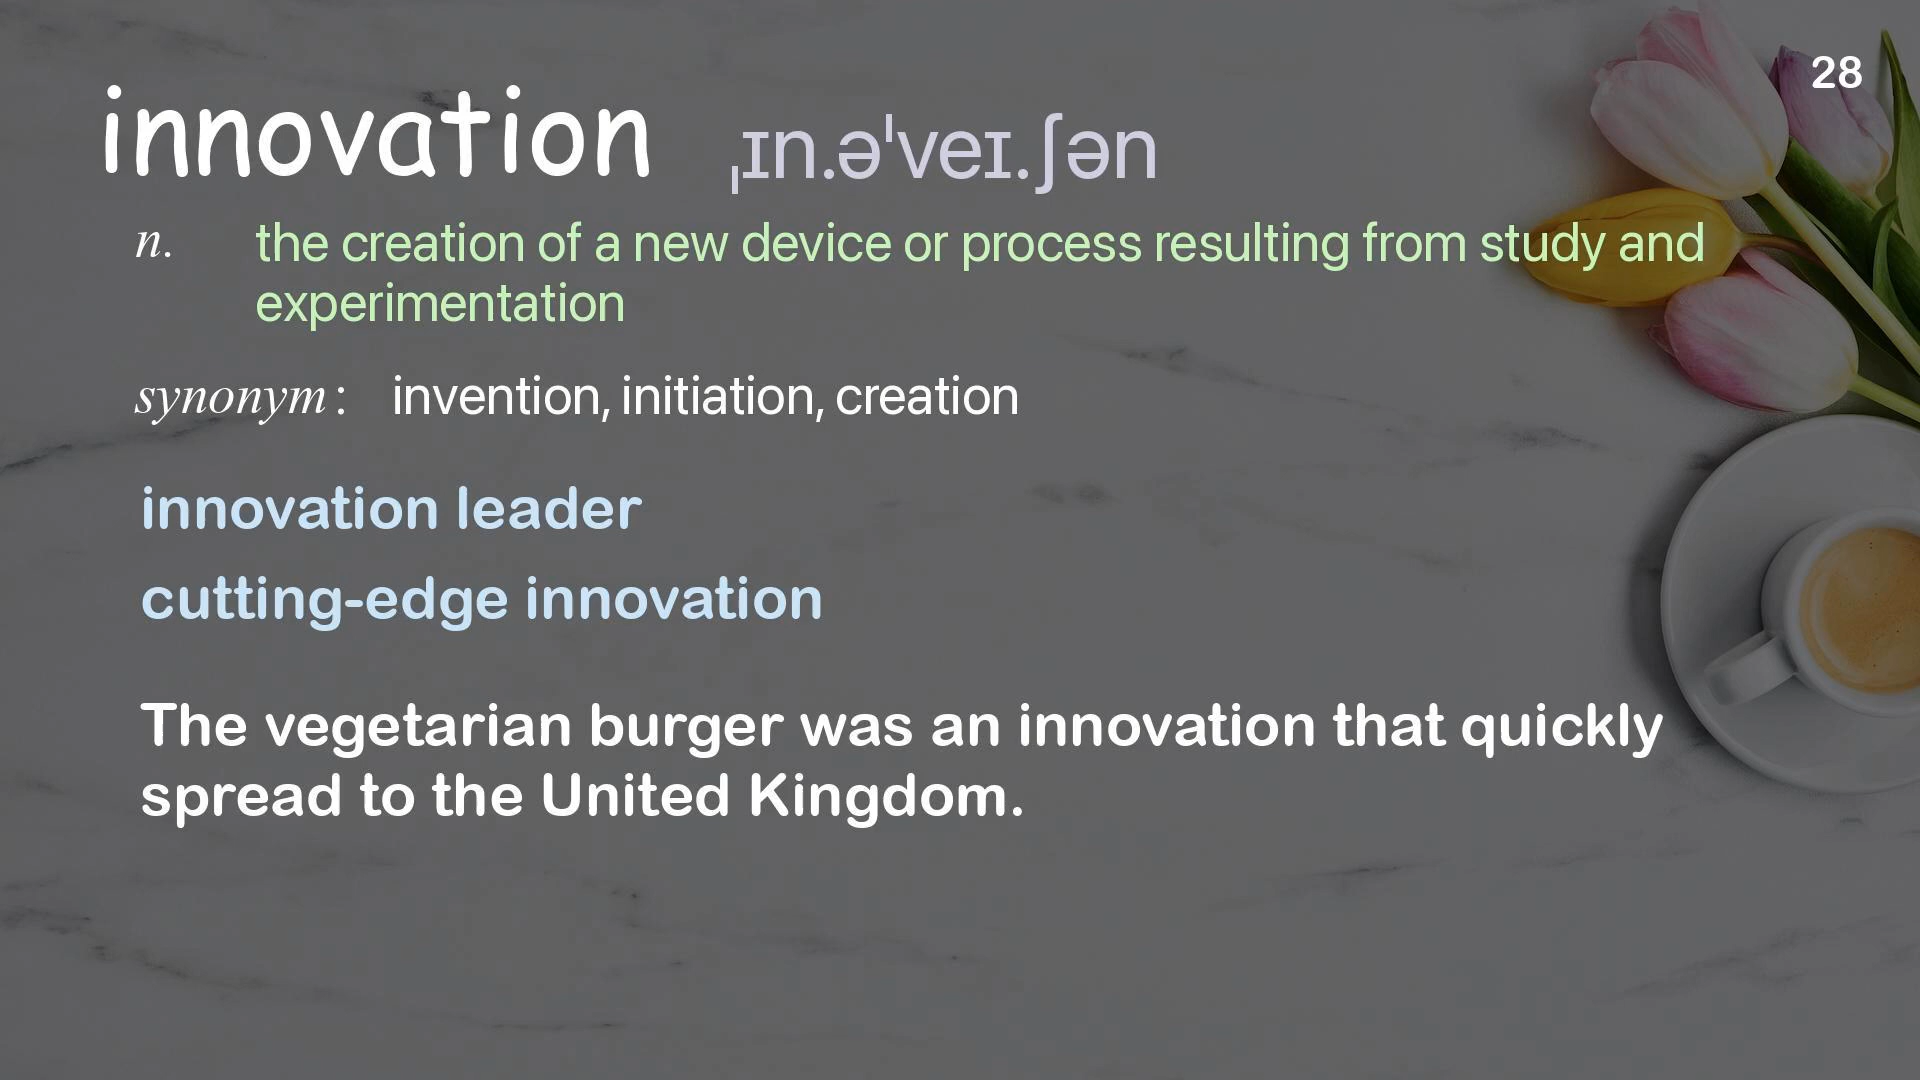 28
innovation ˌɪn.əˈveɪ.ʃən
n. the creation of a new device or process resulting from study and
experimentation
synonym : invention, initiation, creation
innovation leader
cutting-edge innovation
The vegetarian burger was an innovation that quickly
spread to the United Kingdom.